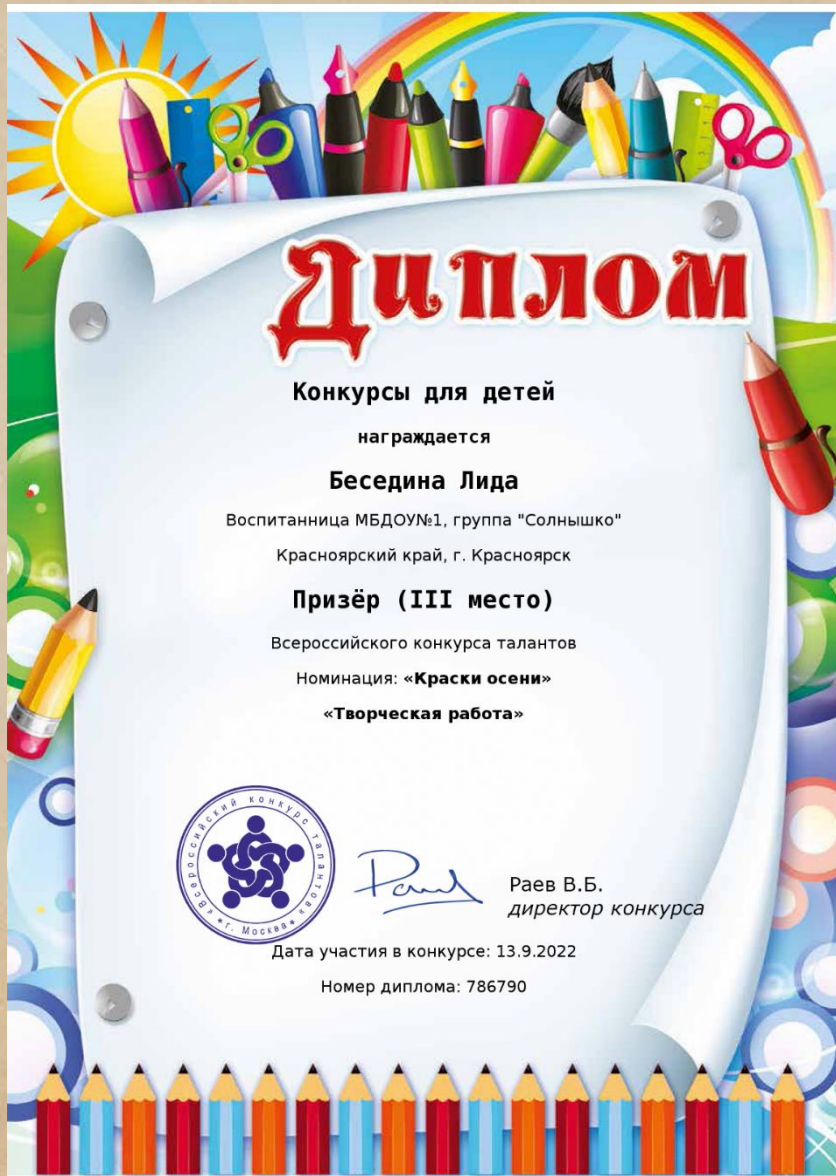 Диплом
Конкурсы для детей
награждается
Беседина Лида
Воспитанница МБДОУ№1, группа "Солнышко"
Красноярский край, г. Красноярск
Призёр (III место)
Всероссийского конкурса талантов
Номинация: «Краски осени»
«Творческая работа»
«Всероссийский конкурс талантов»
* г. Москва *
Раев В.Б.
директор конкурса
Дата участия в конкурсе: 13.9.2022
Номер диплома: 786790